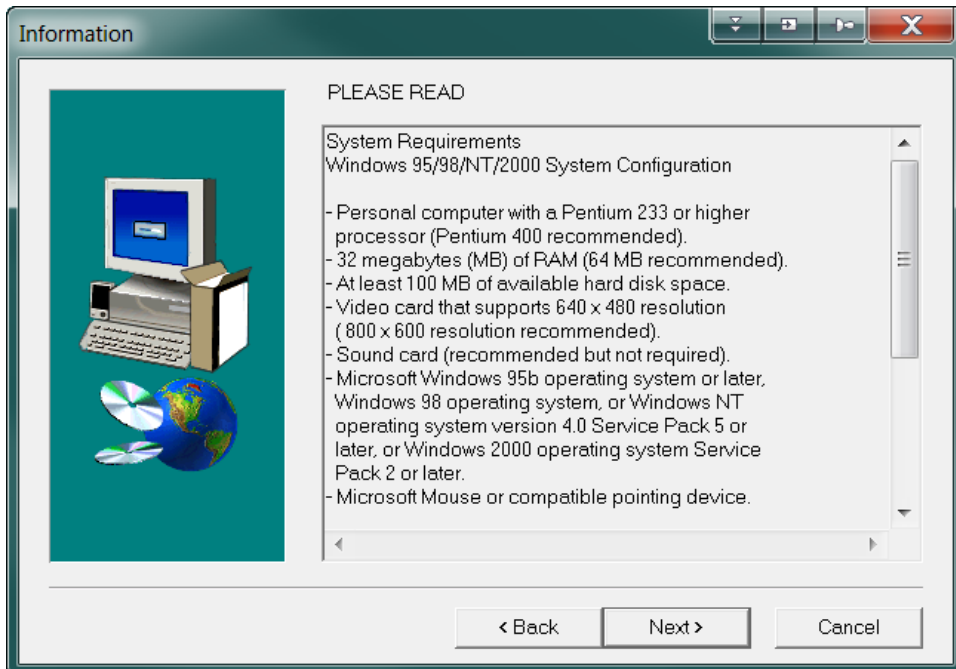 Information
PLEASE READ
System Requirements
Windows 95/98/NT/2000 System Configuration
- Personal computer with a Pentium 233 or higher
processor (Pentium 400 recommended).
- 32 megabytes (MB) of RAM (64 MB recommended).
- At least 100 MB of available hard disk space.
- Video card that supports 640 x 480 resolution
( 800 x 600 resolution recommended).
- Sound card (recommended but not required).
- Microsoft Windows 95b operating system or later,
Windows 98 operating system, or Windows NT
operating system version 4.0 Service Pack 5 or
later, or Windows 2000 operating system Service
Pack 2 or later.
- Microsoft Mouse or compatible pointing device.
< Back
Next >
Cancel